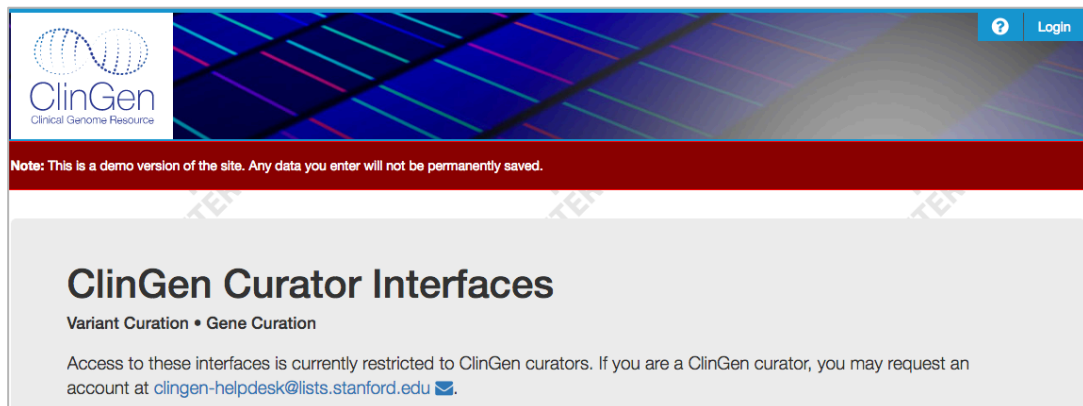 ? Login
ClinGen
Clinical Genome Resource
Note: This is a demo version of the site. Any data you enter will not be permanently saved.
ClinGen Curator Interfaces
Variant Curation • Gene Curation
Access to these interfaces is currently restricted to ClinGen curators. If you are a ClinGen curator, you may request an
account at clingen-helpdesk@lists.stanford.edu.